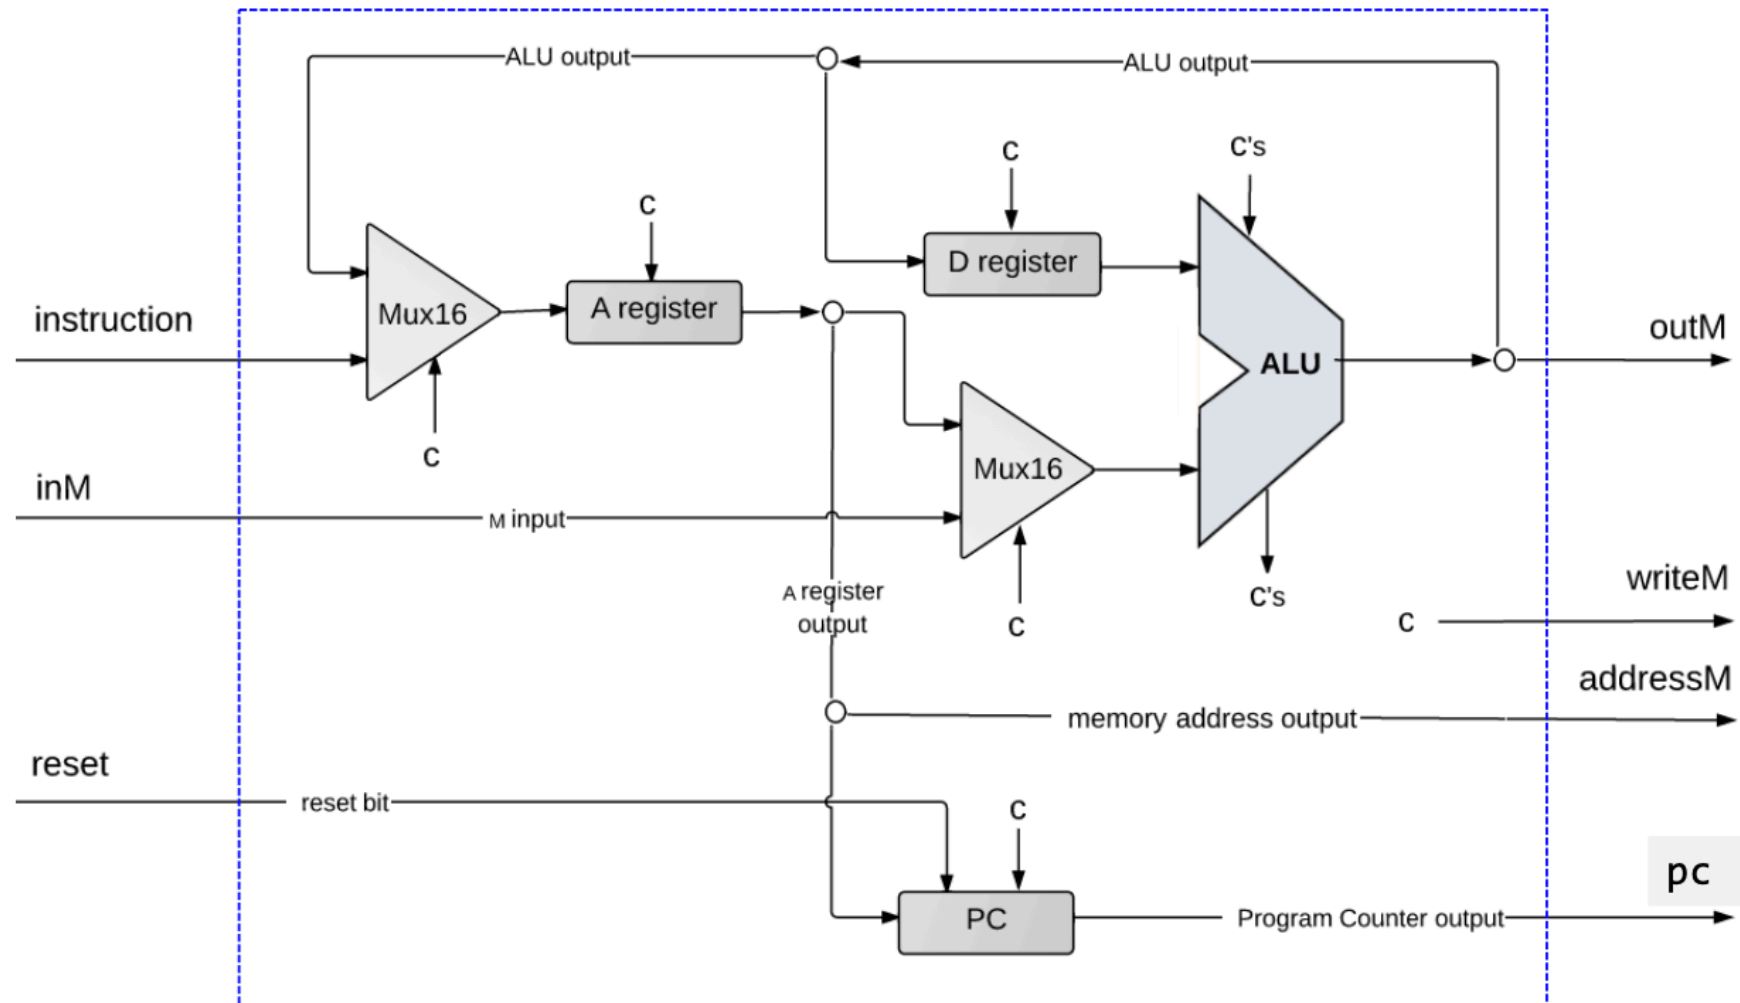 ALU output
ALU output
c
c's
c
instruction
Mux16
A register
D register
ALU
outM
c
inM
M input
Mux16
A register
output
c
c's
c
writeM
addressM
memory address output
reset
reset bit
c
PC
Program Counter output
pc